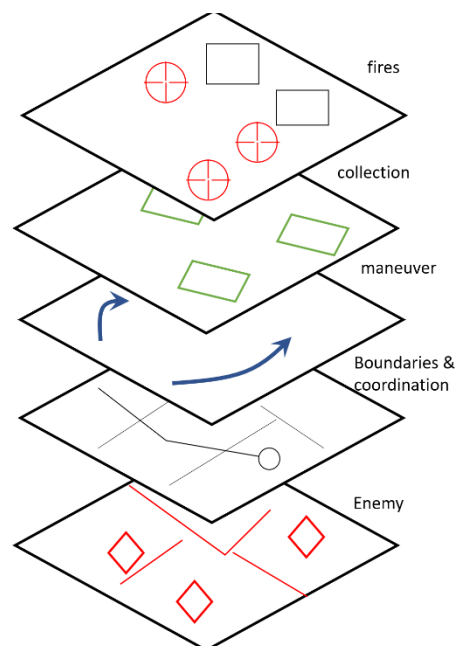 fires
collection
maneuver
Boundaries &
coordination
Enemy